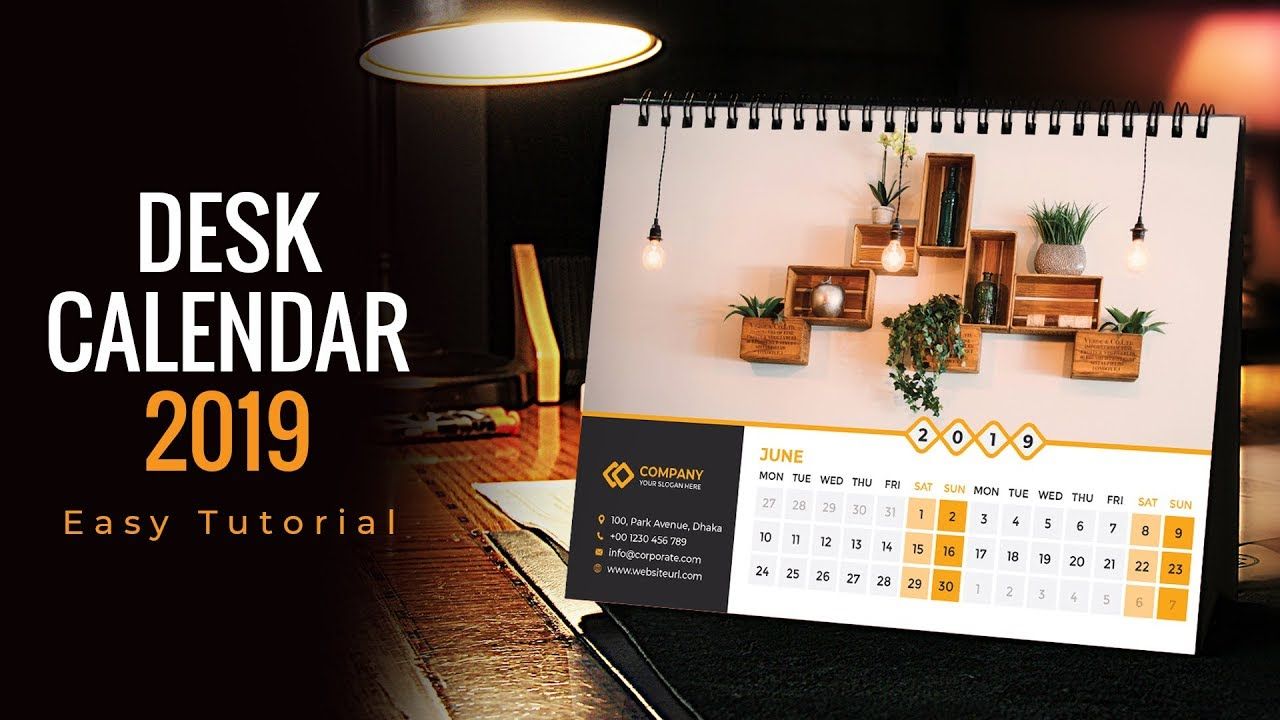 DESK
CALENDAR
2019
Easy Tutorial
2019
COMPANY
YOUR SLOGAN HERE
100, Park Avenue, Dhaka
+00 1230 456 789
info@corporate.com
www.websiteurl.com
JUNE
MON TUE WED THU FRI SAT SUN MON TUE WED THU FRI SAT SUN
27 28 29 30 31 1 2 3 4 5 6 7 8 9
10 11 12 13 14 15 16 17 18 19 20 21 22 23
24 25 26 27 28 29 30 1 2 3 4 5 6 7